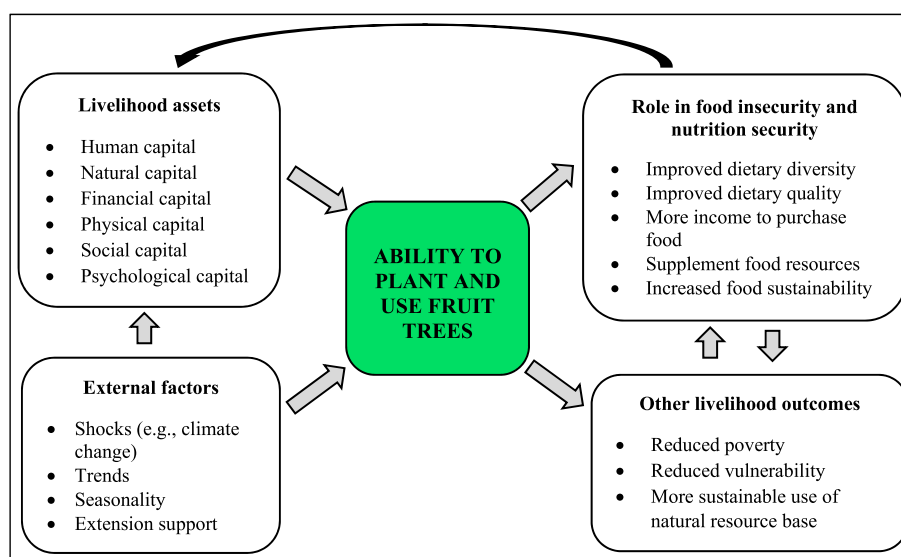 Livelihood assets
• Human capital
• Natural capital
• Financial capital
• Physical capital
• Social capital
• Psychological capital
External factors
• Shocks (e.g., climate
change)
• Trends
• Seasonality
• Extension support
ABILITY TO
PLANT AND
USE FRUIT
TREES
Role in food insecurity and
nutrition security
• Improved dietary diversity
• Improved dietary quality
• More income to purchase
food
• Supplement food resources
• Increased food sustainability
Other livelihood outcomes
• Reduced poverty
• Reduced vulnerability
• More sustainable use of
natural resource base